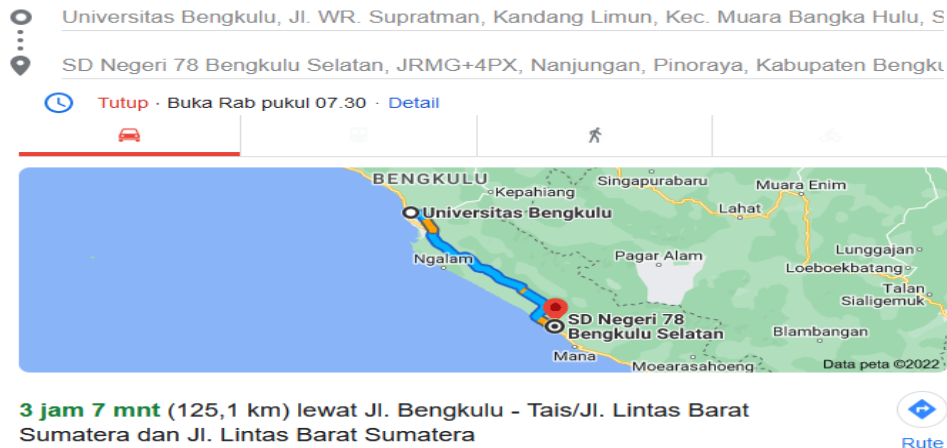 Universitas Bengkulu, Jl. WR. Supratman, Kandang Limun, Kec. Muara Bangka Hulu, S
SD Negeri 78 Bengkulu Selatan, JRMG+4PX, Nanjungan, Pinoraya, Kabupaten Bengku
Tutup · Buka Rab pukul 07.30 · Detail
BENGKULU
Kepahiang
Singapurabaru
Muara Enim
Universitas Bengkulu
Lahat
Ngalam
Pagar Alam
Lunggajan
Loeboekbatang
Talan
Sialigemuk
SD Negeri 78
Bengkulu Selatan
Blambangan
Mana
Moearasahoeng
Data peta ©2022
3 jam 7 mnt (125,1 km) lewat Jl. Bengkulu - Tais/Jl. Lintas Barat
Sumatera dan Jl. Lintas Barat Sumatera
Rute